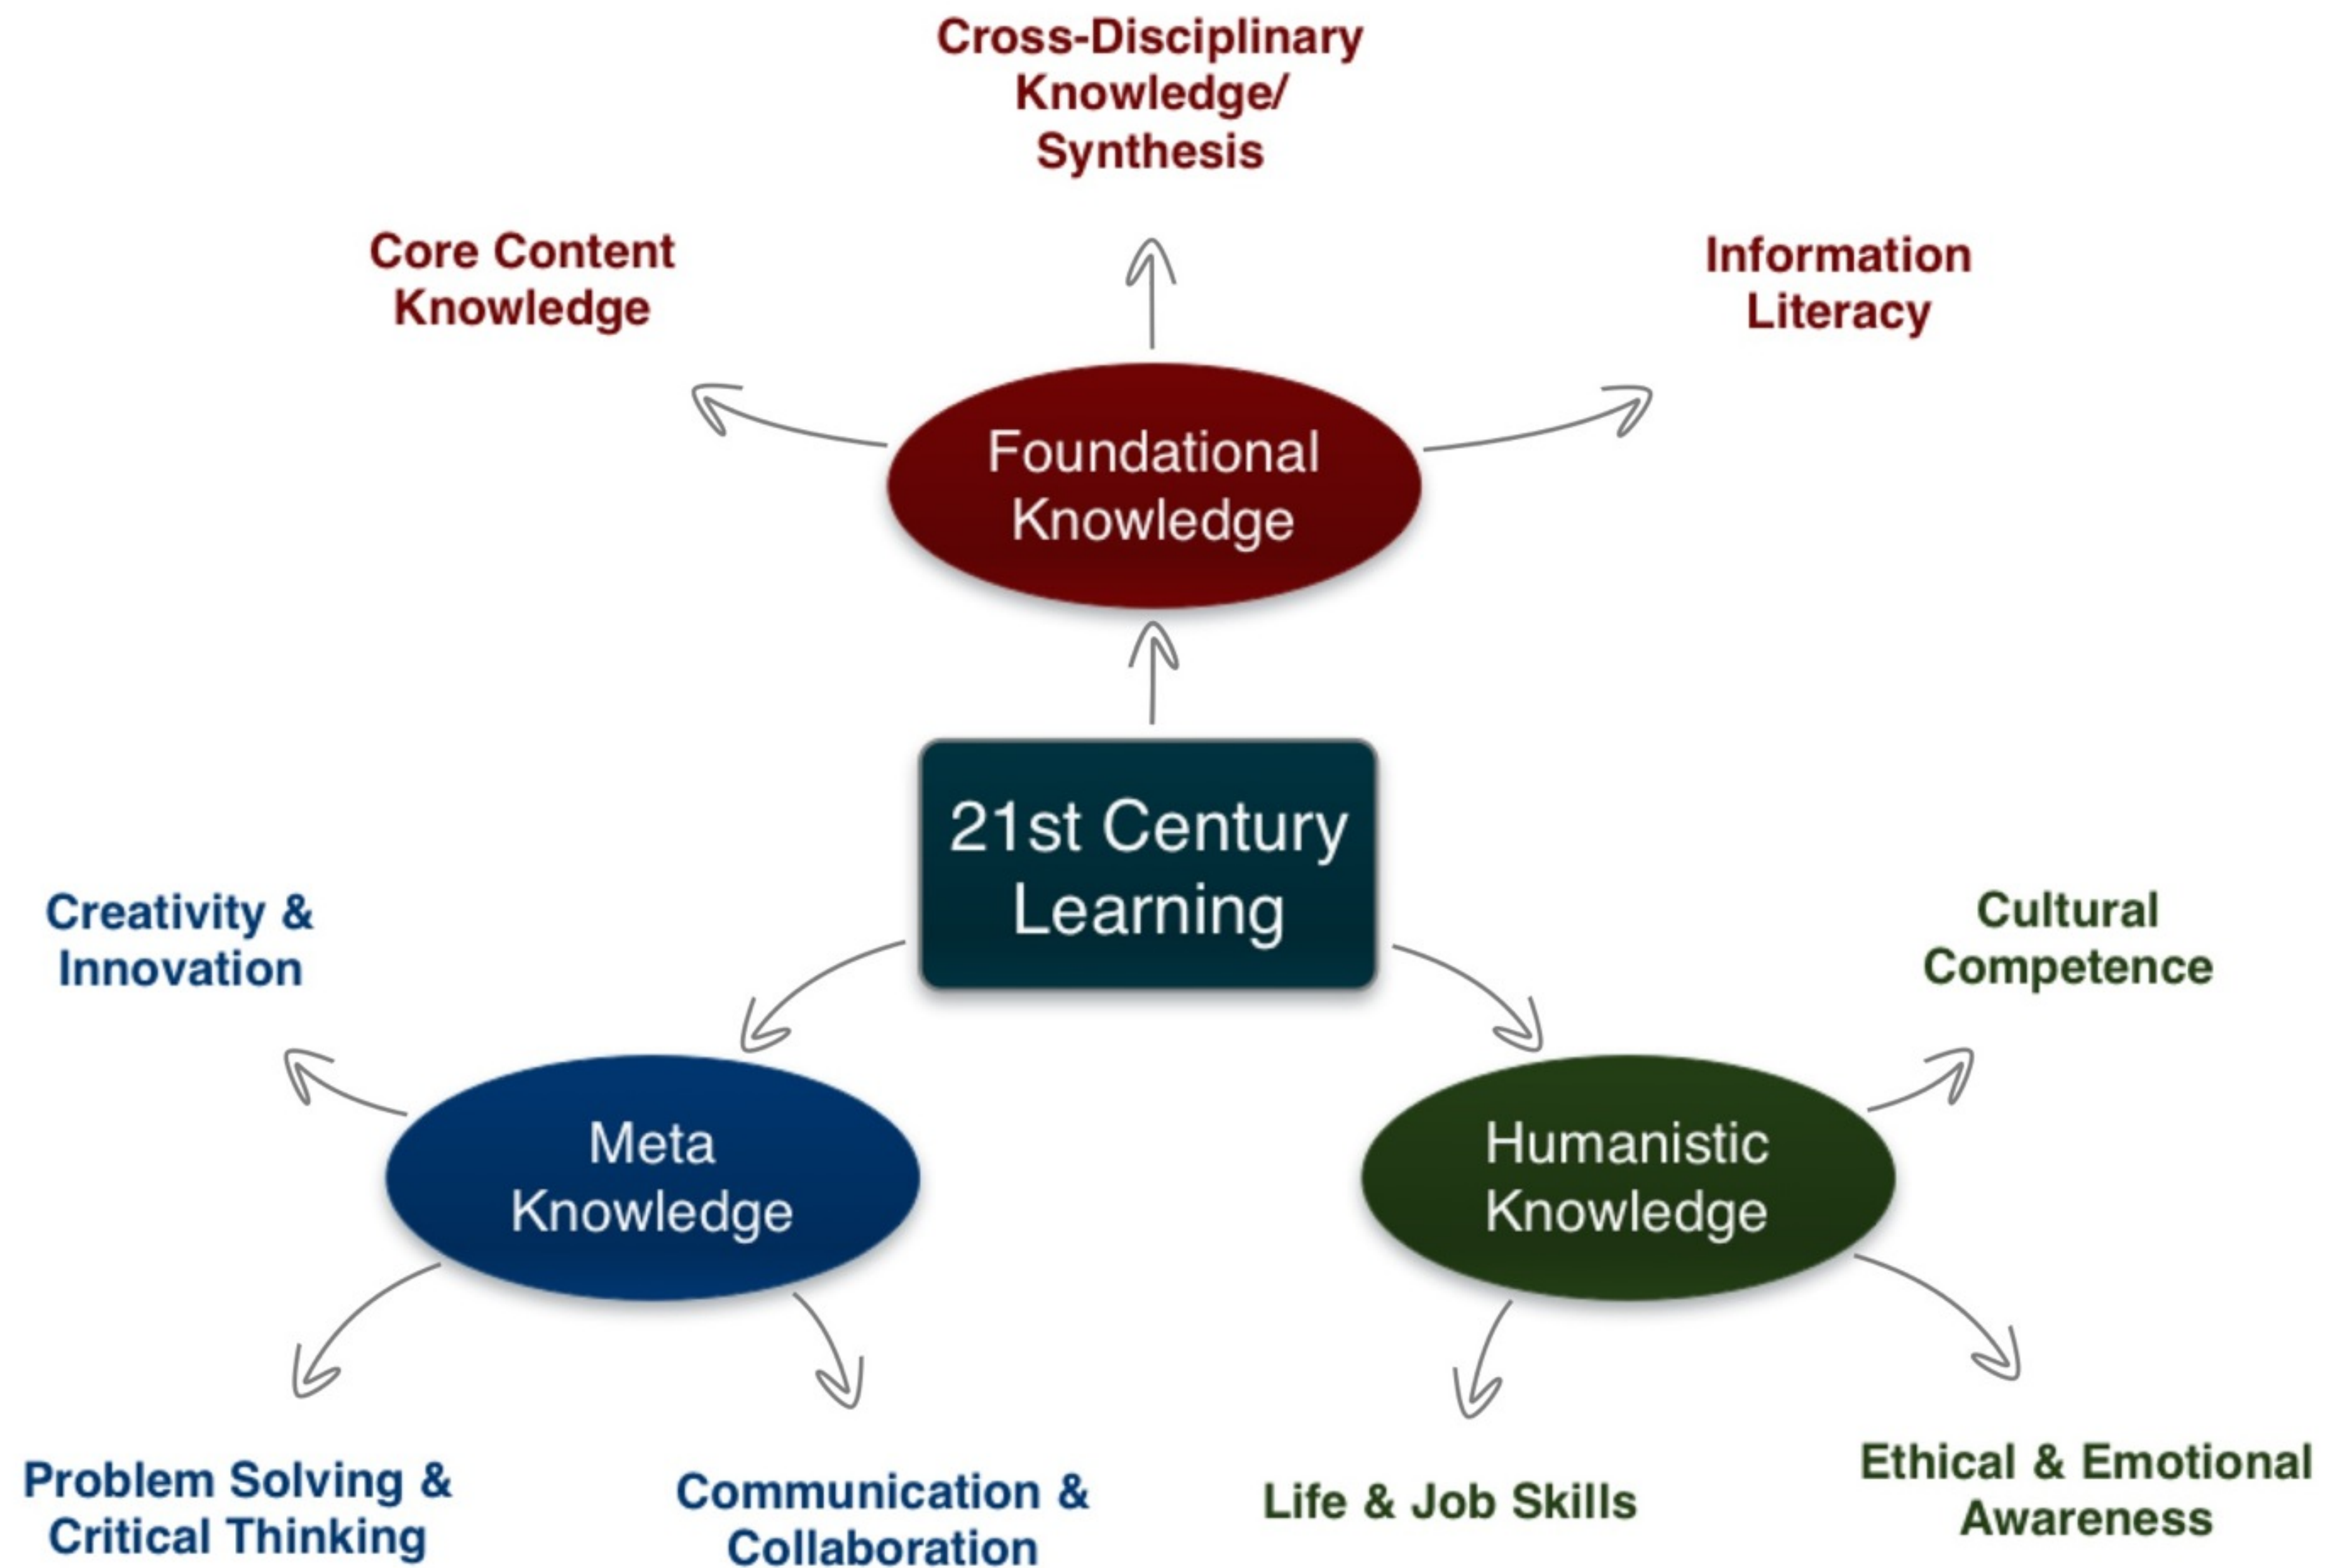 Cross-Disciplinary
Knowledge/
Synthesis
Core Content
Knowledge
Information
Literacy
Foundational
Knowledge
21st Century
Learning
Creativity &
Innovation
Cultural
Competence
Meta
Knowledge
Humanistic
Knowledge
Problem Solving &
Critical Thinking
Communication &
Collaboration
Life & Job Skills
Ethical & Emotional
Awareness